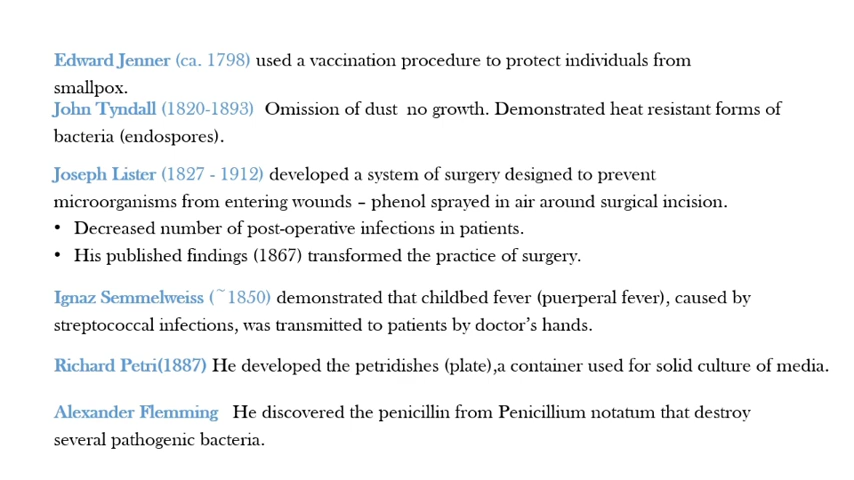 Edward Jenner (ca. 1798) used a vaccination procedure to protect individuals from
smallpox.
John Tyndall (1820-1893) Omission of dust no growth. Demonstrated heat resistant forms of
bacteria (endospores).
Joseph Lister (1827 - 1912) developed a system of surgery designed to prevent
microorganisms from entering wounds – phenol sprayed in air around surgical incision.
• Decreased number of post-operative infections in patients.
• His published findings (1867) transformed the practice of surgery.
Ignaz Semmelweiss (~1850) demonstrated that childbed fever (puerperal fever), caused by
streptococcal infections, was transmitted to patients by doctor's hands.
Richard Petri(1887) He developed the petridishes (plate),a container used for solid culture of media.
Alexander Flemming He discovered the penicillin from Penicillium notatum that destroy
several pathogenic bacteria.